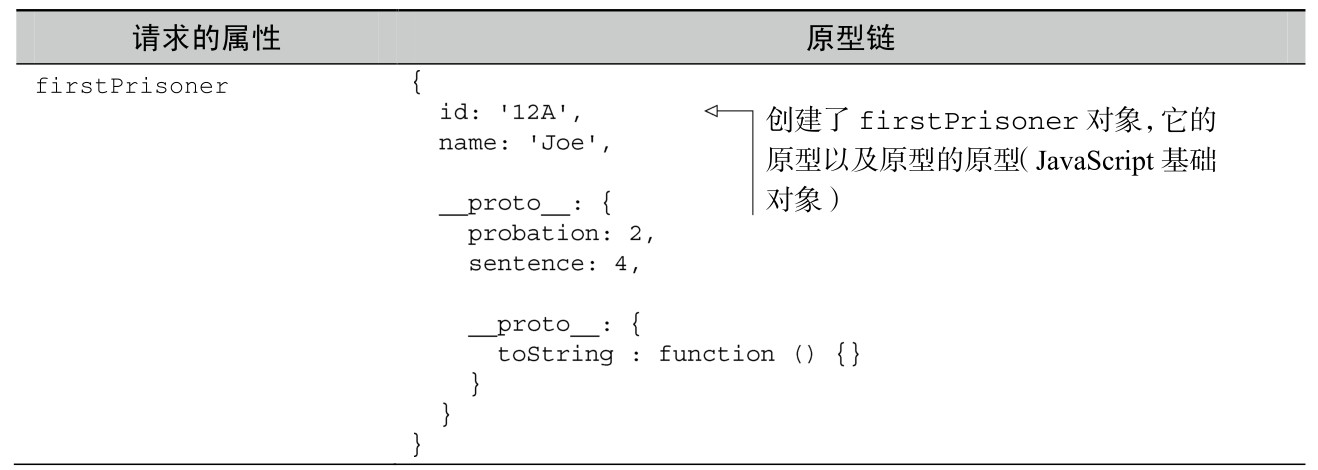 请求的属性 原型链
firstPrisoner
{
  id: '12A',
  name: 'Joe',

  __proto__: {
    probation: 2,
    sentence: 4,

    __proto__: {
      toString : function () {}
    }
  }
}
创建了 firstPrisoner 对象，它的
原型以及原型的原型（JavaScript 基础
对象）